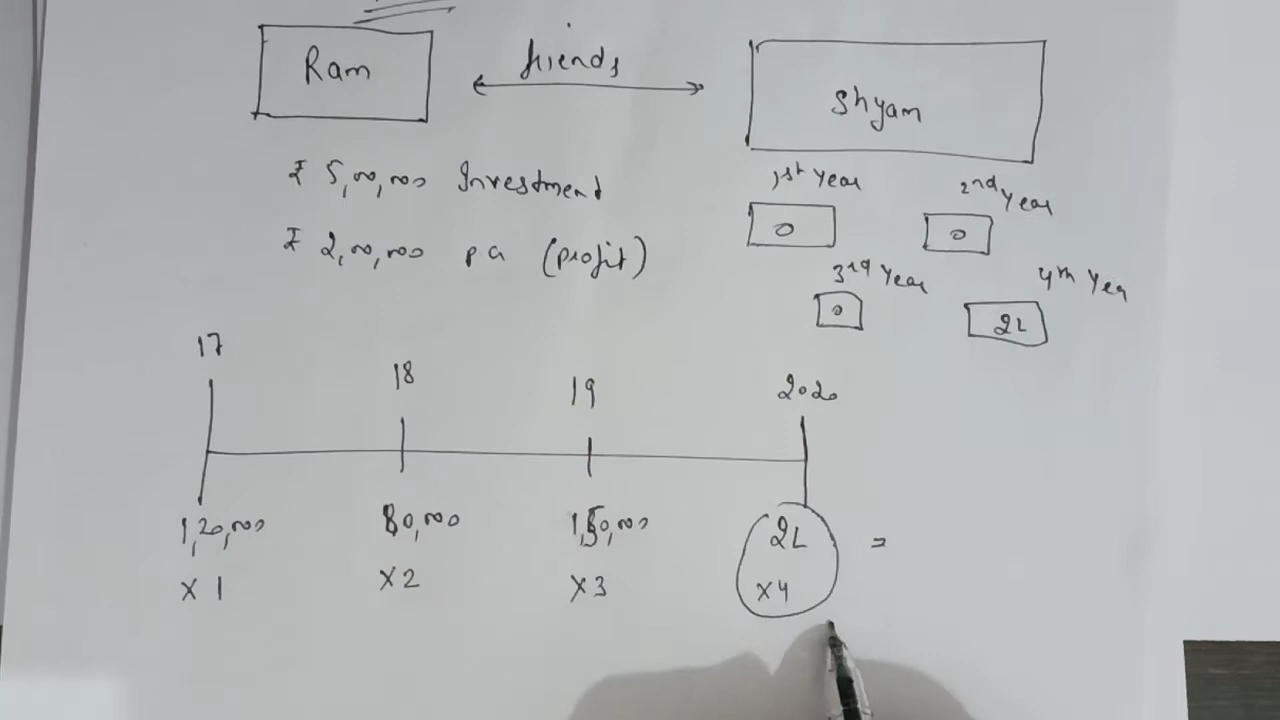 Ram
friends
Shyam
₹ 5,00,000 Investment
₹ 2,00,000 pa (profit)
1st Year
2nd Year
0
0
3rd Year
4th Year
0
2L
17
18
19
2020
1,20,000
80,000
1,50,000
2L
=
X 1
X 2
X 3
X 4